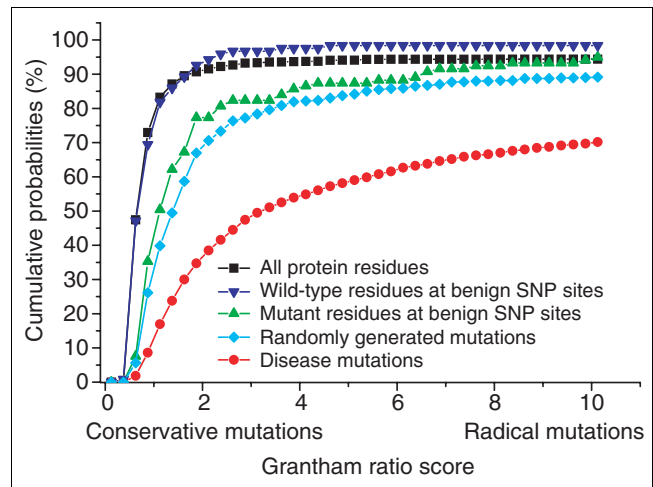 100
90
80
70
60
50
40
30
20
10
0
Cumulative probabilities (%)
All protein residues
Wild-type residues at benign SNP sites
Mutant residues at benign SNP sites
Randomly generated mutations
Disease mutations
0 2 4 6 8 10
Conservative mutations Radical mutations
Grantham ratio score